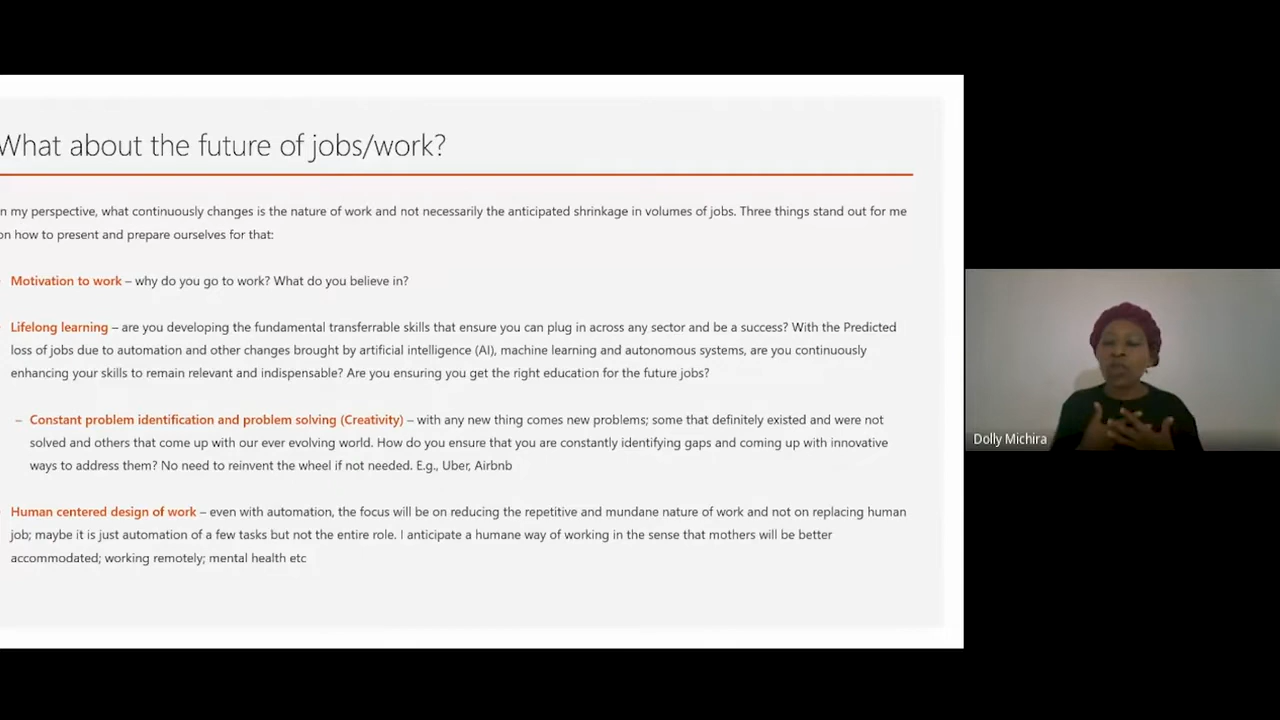 What about the future of jobs/work?
n my perspective, what continuously changes is the nature of work and not necessarily the anticipated shrinkage in volumes of jobs. Three things stand out for me
on how to present and prepare ourselves for that:
Motivation to work – why do you go to work? What do you believe in?
Lifelong learning – are you developing the fundamental transferrable skills that ensure you can plug in across any sector and be a success? With the Predicted
loss of jobs due to automation and other changes brought by artificial intelligence (AI), machine learning and autonomous systems, are you continuously
enhancing your skills to remain relevant and indispensable? Are you ensuring you get the right education for the future jobs?
– Constant problem identification and problem solving (Creativity) – with any new thing comes new problems; some that definitely existed and were not
solved and others that come up with our ever evolving world. How do you ensure that you are constantly identifying gaps and coming up with innovative
ways to address them? No need to reinvent the wheel if not needed. E.g., Uber, Airbnb
Human centered design of work – even with automation, the focus will be on reducing the repetitive and mundane nature of work and not on replacing human
job; maybe it is just automation of a few tasks but not the entire role. I anticipate a humane way of working in the sense that mothers will be better
accommodated; working remotely; mental health etc
Dolly Michira